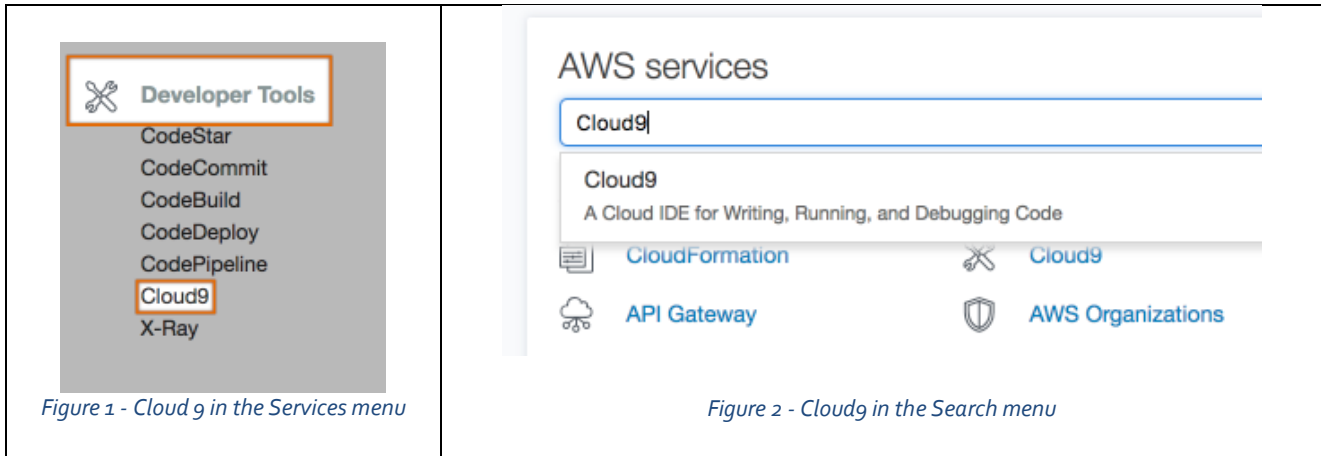 Developer Tools
CodeStar
CodeCommit
CodeBuild
CodeDeploy
CodePipeline
Cloud9
X-Ray
Figure 1 - Cloud 9 in the Services menu
AWS services
Cloud9
Cloud9
A Cloud IDE for Writing, Running, and Debugging Code
CloudFormation Cloud9
API Gateway AWS Organizations
Figure 2 - Cloud9 in the Search menu